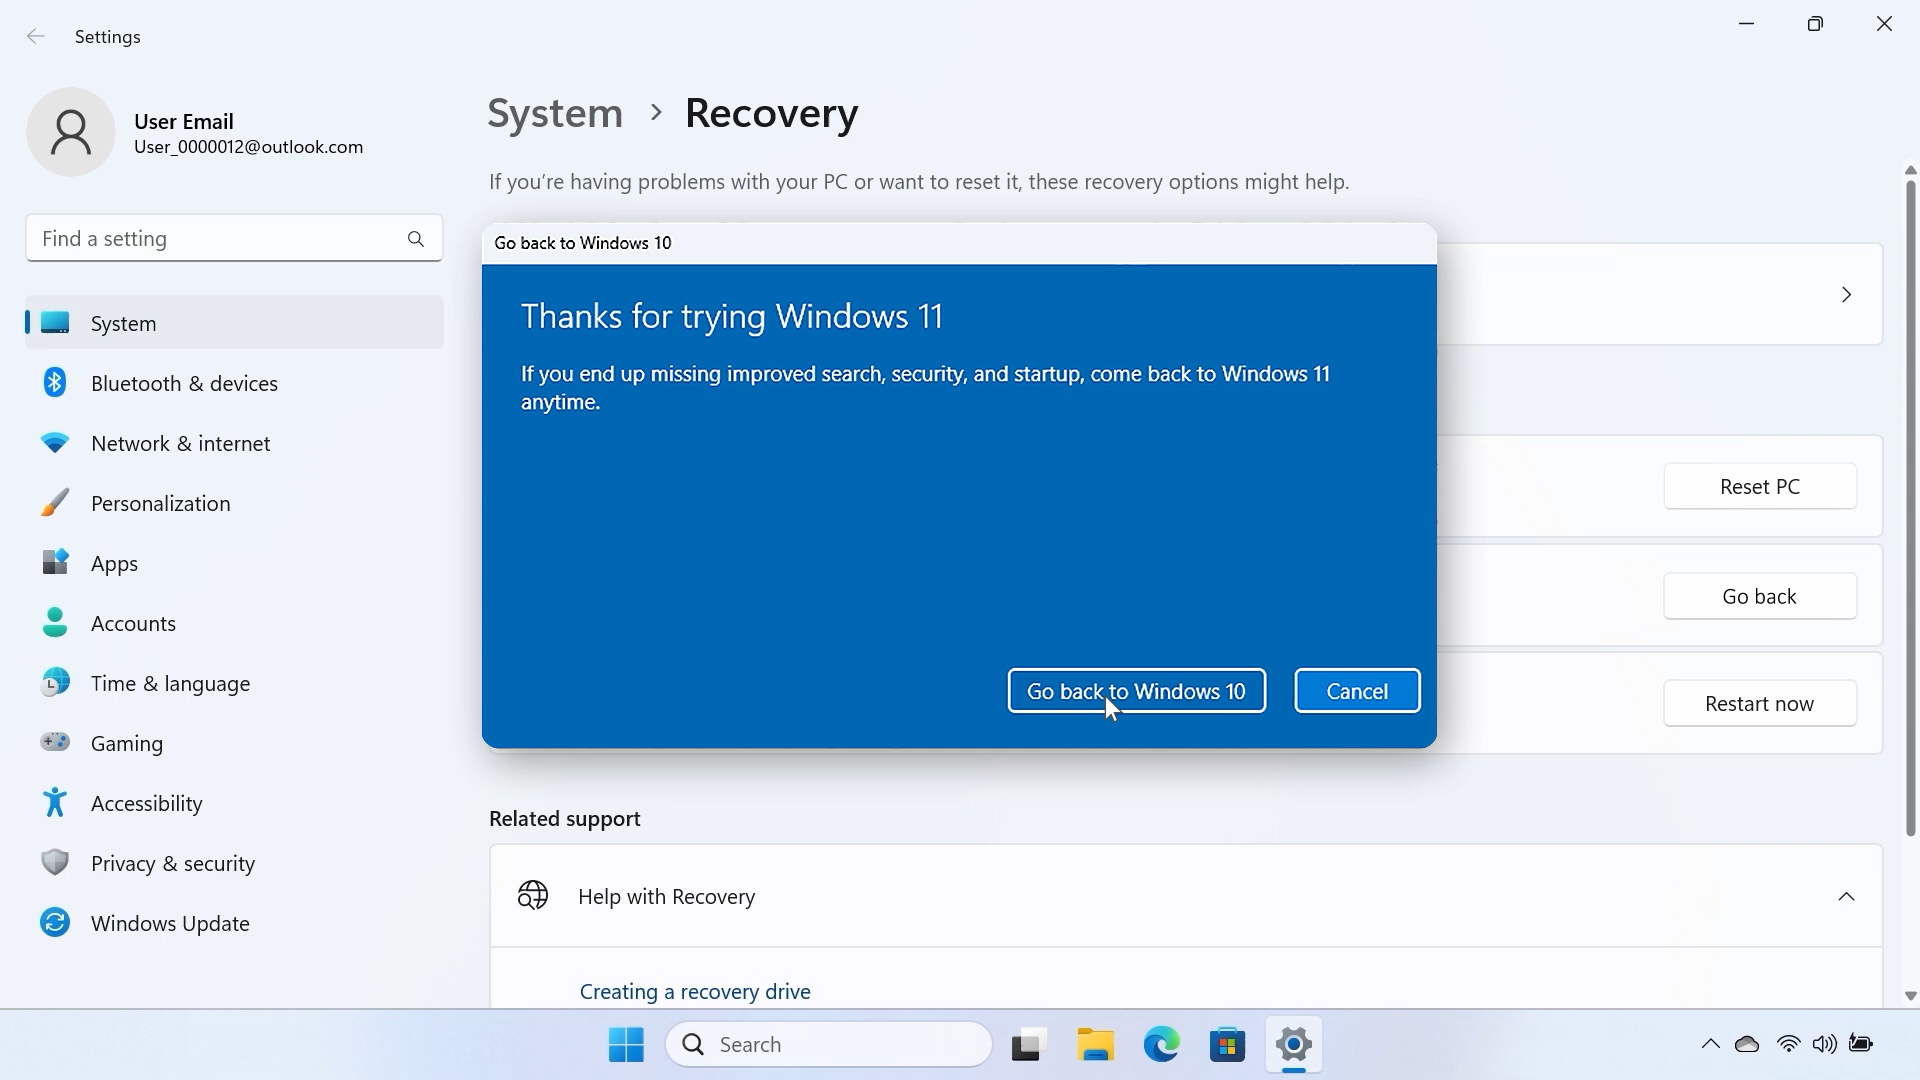 Settings
User Email
User_0000012@outlook.com
Find a setting
System
Bluetooth & devices
Network & internet
Personalization
Apps
Accounts
Time & language
Gaming
Accessibility
Privacy & security
Windows Update
System > Recovery
If you're having problems with your PC or want to reset it, these recovery options might help.
Go back to Windows 10
Thanks for trying Windows 11
If you end up missing improved search, security, and startup, come back to Windows 11
anytime.
Go back to Windows 10
Cancel
Reset PC
Go back
Restart now
Related support
Help with Recovery
Creating a recovery drive
Search